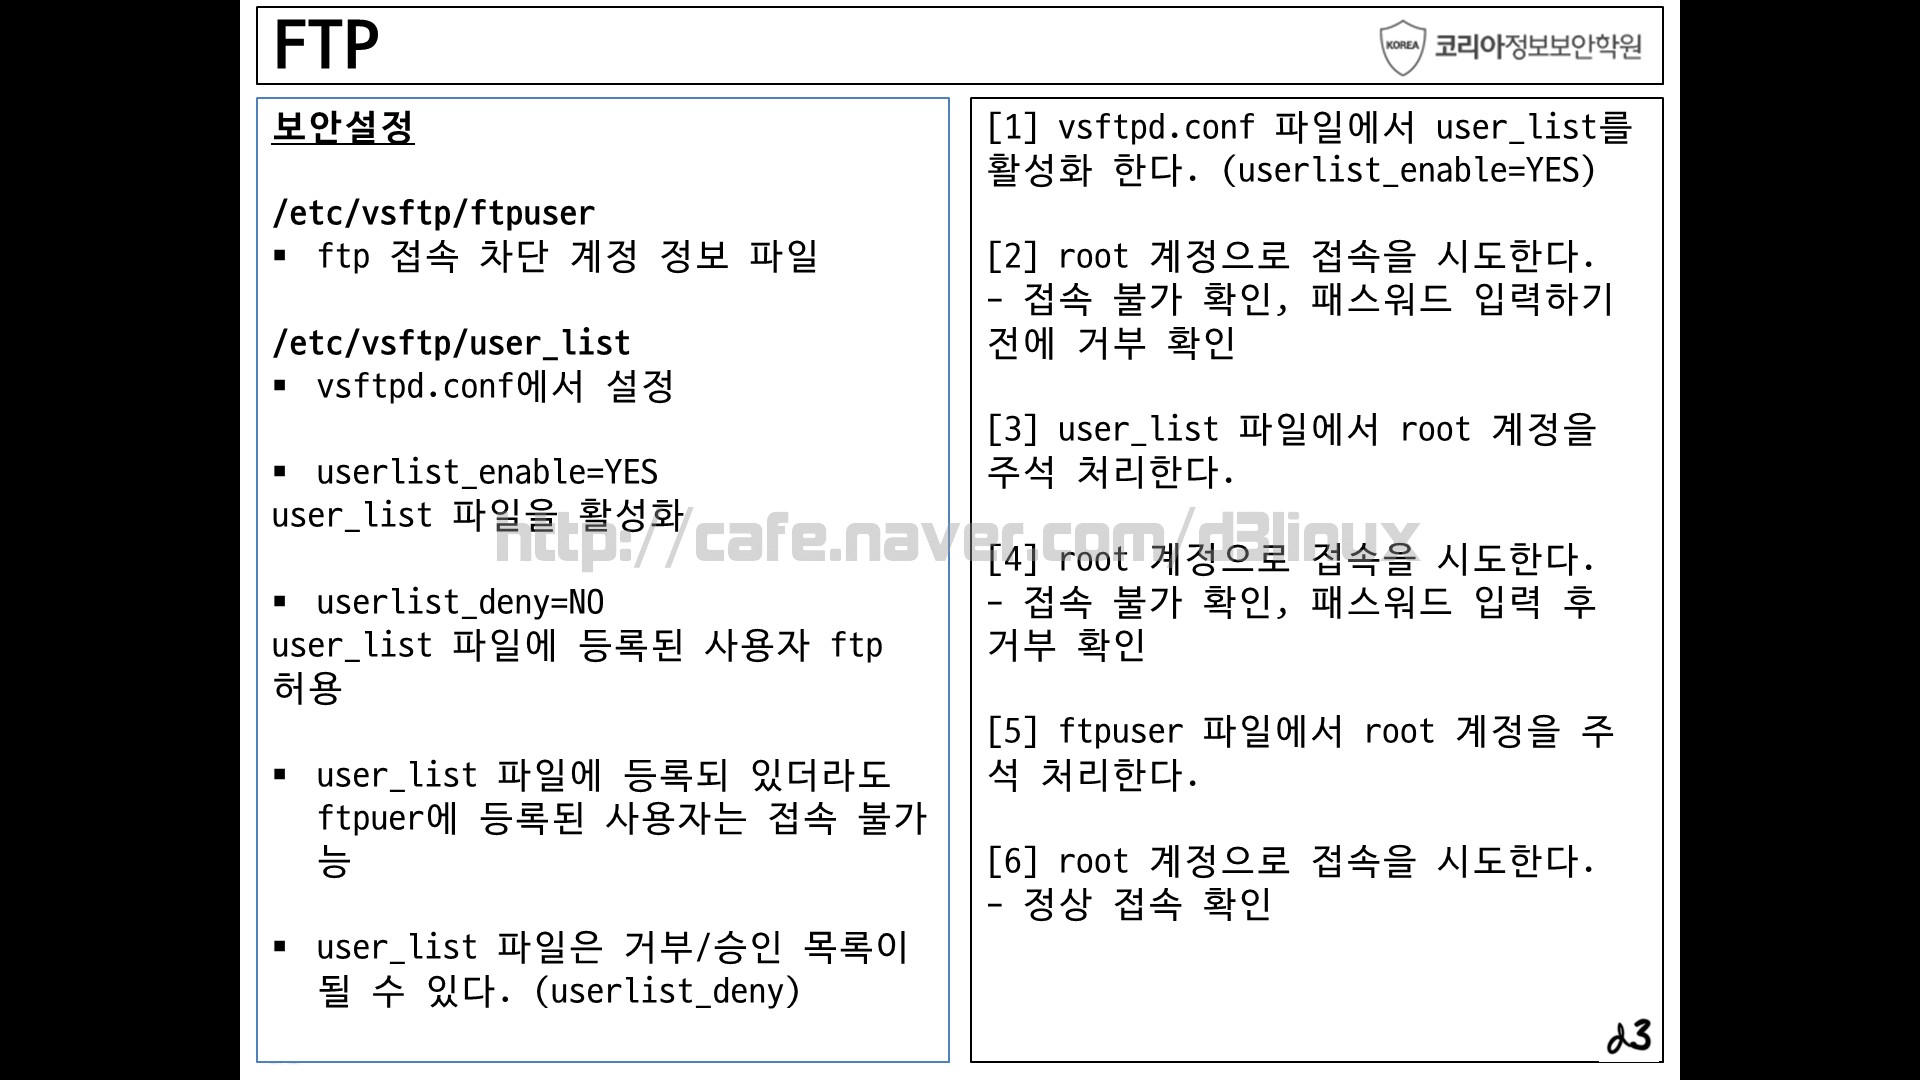 FTP
KOREA 코리아정보보안학원
보안설정
/etc/vsftp/ftpuser
▪ ftp 접속 차단 계정 정보 파일
/etc/vsftp/user_list
▪ vsftpd.conf에서 설정
▪ userlist_enable=YES
user_list 파일을 활성화
▪ userlist_deny=NO
user_list 파일에 등록된 사용자 ftp
허용
▪ user_list 파일에 등록되 있더라도
ftpuer에 등록된 사용자는 접속 불가
능
▪ user_list 파일은 거부/승인 목록이
될 수 있다. (userlist_deny)
[1] vsftpd.conf 파일에서 user_list를
활성화 한다. (userlist_enable=YES)
[2] root 계정으로 접속을 시도한다.
- 접속 불가 확인, 패스워드 입력하기
전에 거부 확인
[3] user_list 파일에서 root 계정을
주석 처리한다.
[4] root 계정으로 접속을 시도한다.
- 접속 불가 확인, 패스워드 입력 후
거부 확인
[5] ftpuser 파일에서 root 계정을 주
석 처리한다.
[6] root 계정으로 접속을 시도한다.
- 정상 접속 확인
http://cafe.naver.com/d3linux
d3